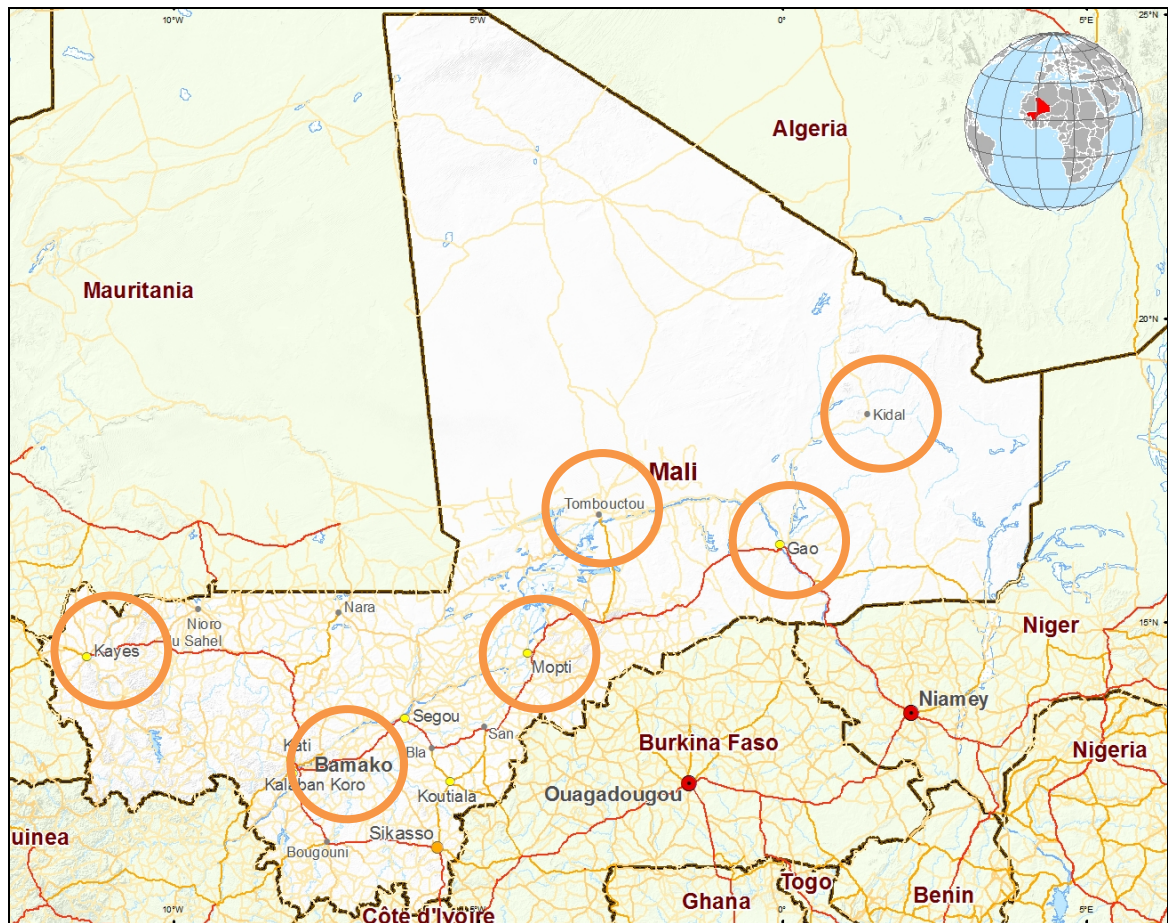 10°W
5°W
0°
5°E
25°N
Algeria
Mauritania
20°N
Kidal
Mali
Tombouctou
Gao
Nara
Nioro
du Sahel
15°N
Niger
Kayes
Mopti
Niamey
Segou
San
Kati
Bla
Burkina Faso
Nigeria
Bamako
Kalaban Koro
Koutiala
Ouagadougou
Sikasso
uinea
Bougouni
Togo
Benin
Ghana
Côte d'Ivoire
10°W
5°W
0°
5°E